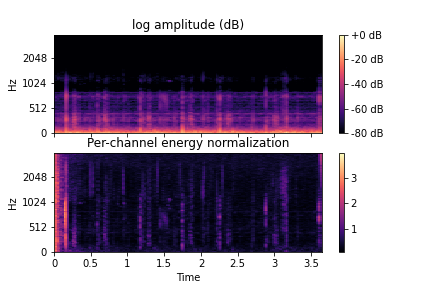 log amplitude (dB)
Hz
2048
1024
512
0
+0 dB
-20 dB
-40 dB
-60 dB
-80 dB
Per-channel energy normalization
Hz
2048
1024
512
0
3
2
1
0 0.5 1 1.5 2 2.5 3 3.5
Time